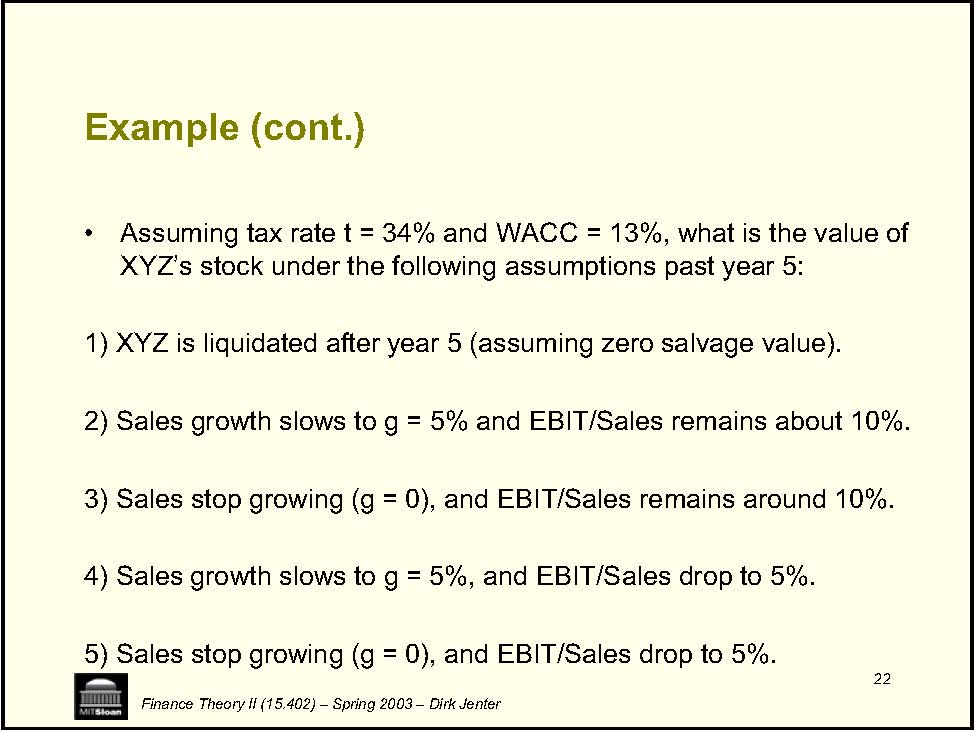 Example (cont.)
• Assuming tax rate t = 34% and WACC = 13%, what is the value of
XYZ’s stock under the following assumptions past year 5:
1) XYZ is liquidated after year 5 (assuming zero salvage value).
2) Sales growth slows to g = 5% and EBIT/Sales remains about 10%.
3) Sales stop growing (g = 0), and EBIT/Sales remains around 10%.
4) Sales growth slows to g = 5%, and EBIT/Sales drop to 5%.
5) Sales stop growing (g = 0), and EBIT/Sales drop to 5%.
22
MITSloan
Finance Theory II (15.402) – Spring 2003 – Dirk Jenter